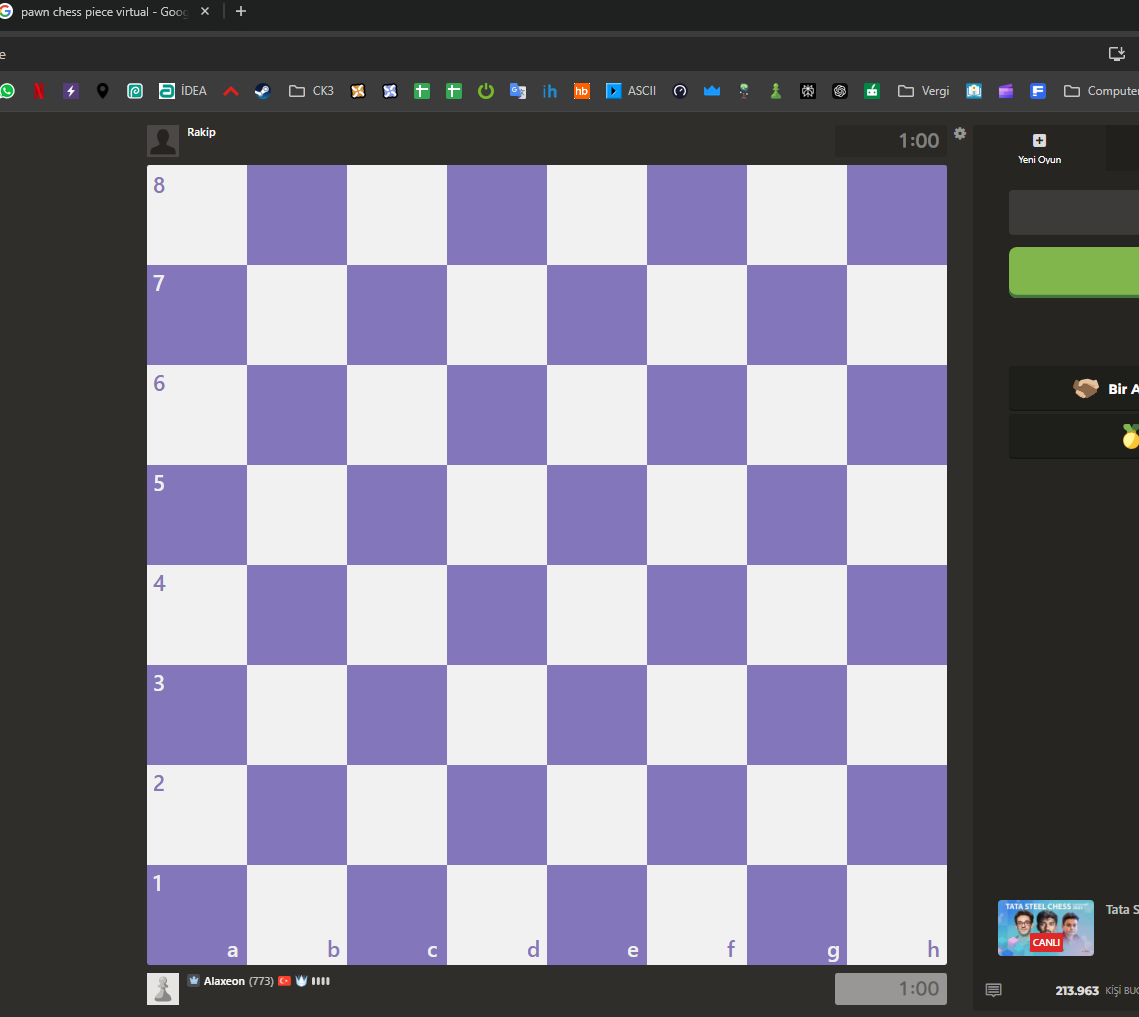 pawn chess piece virtual - Goog
e
İDEA
CK3
ih
hb
ASCII
Vergi
Computer
Rakip
1:00
Yeni Oyun
8
7
6
5
4
3
2
1
a b c d e f g h
Bir A
TATA STEEL CHESS
CANLI
Tata S
Alaxeon (773)
1:00
213.963 KİŞİ BUG